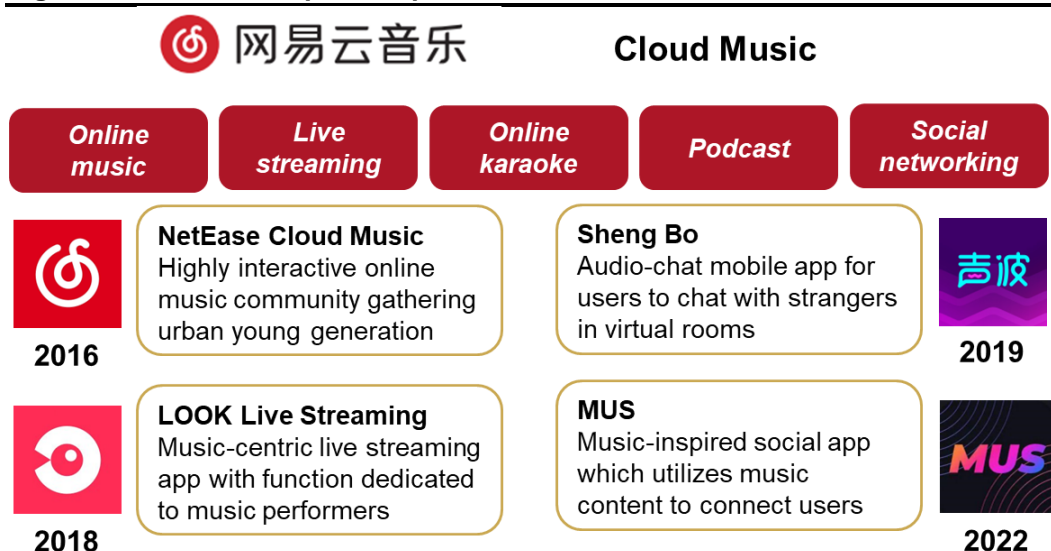 网易云音乐
Cloud Music
Online
music
Live
streaming
Online
karaoke
Podcast
Social
networking
NetEase Cloud Music
Highly interactive online
music community gathering
urban young generation
2016
Sheng Bo
Audio-chat mobile app for
users to chat with strangers
in virtual rooms
声波
2019
LOOK Live Streaming
Music-centric live streaming
app with function dedicated
to music performers
2018
MUS
Music-inspired social app
which utilizes music
content to connect users
MUS
2022